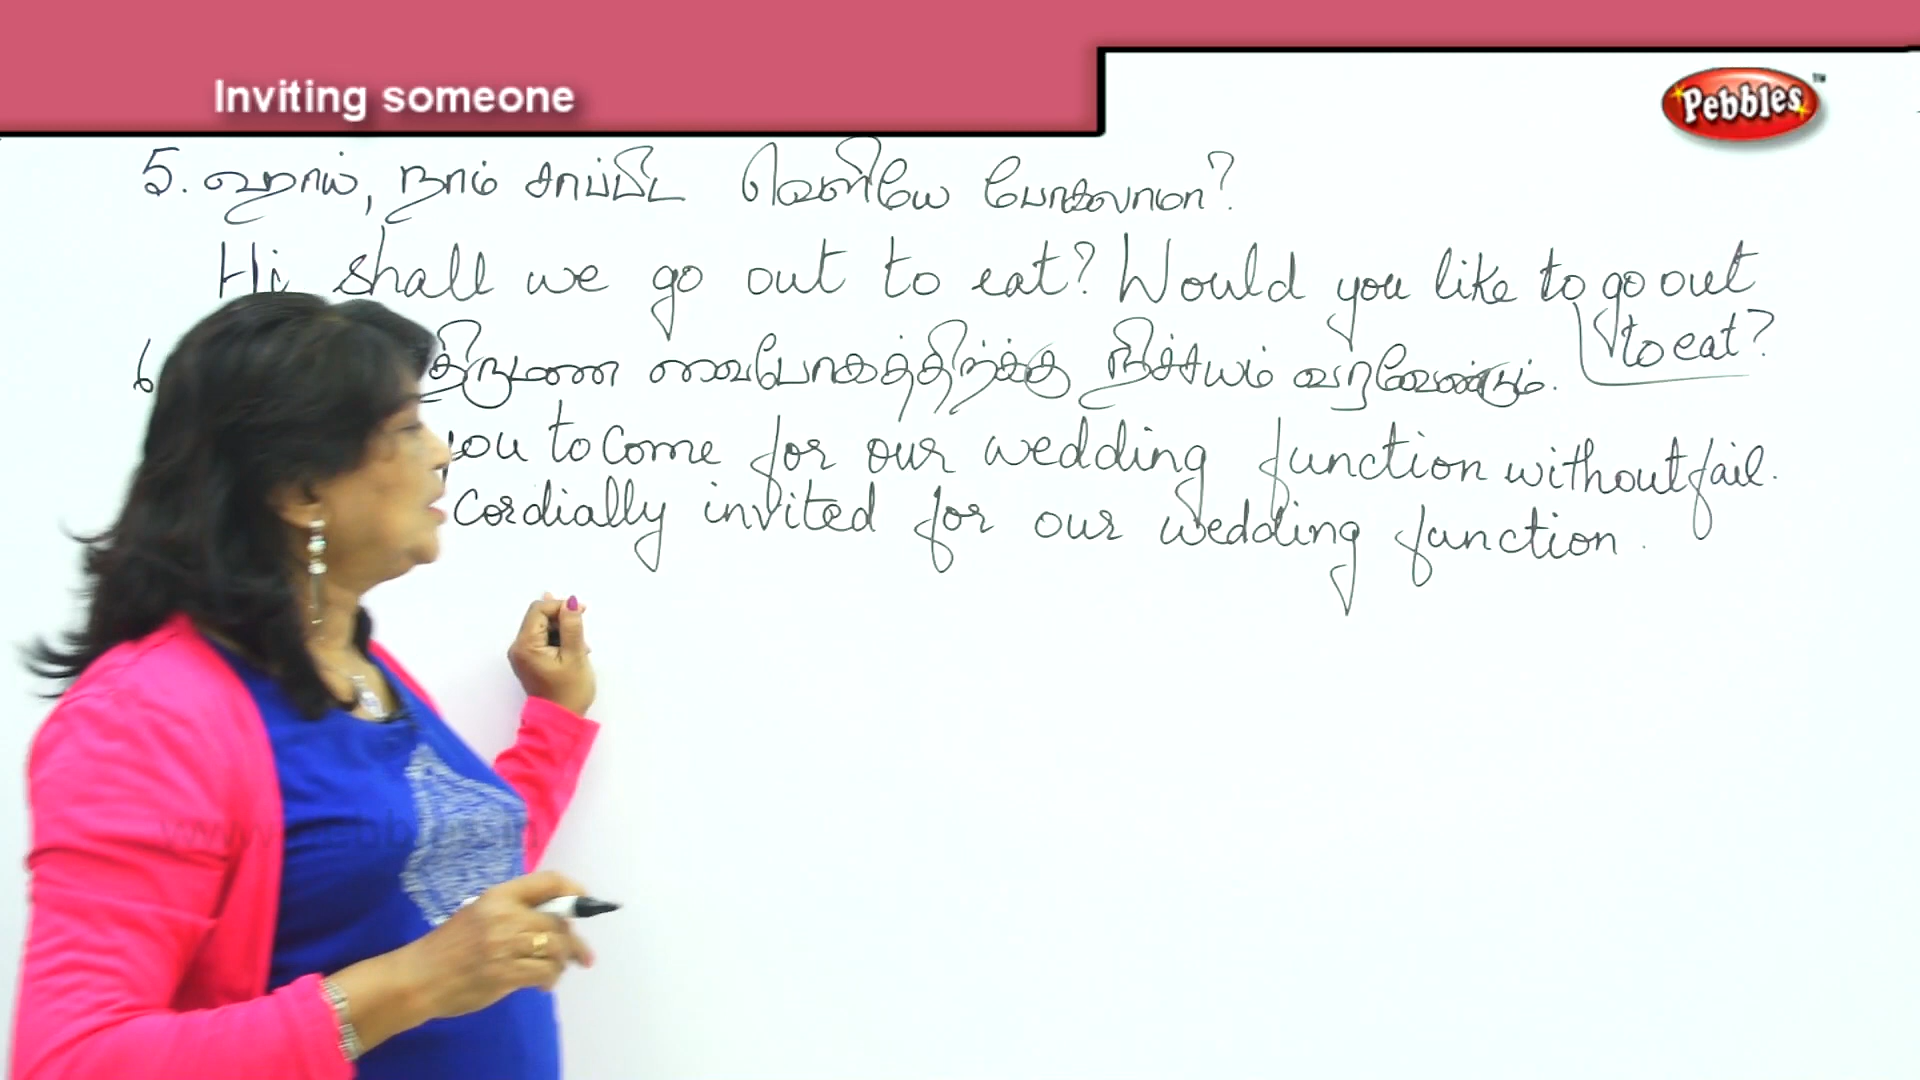 Inviting someone
Pebbles
5. ஹாய், நாம் சாப்பிட வெளியே போகலாமா?
Hi shall we go out to eat? Would you like to go out
to eat?
6 திருமண வைபோகத்திற்க்கு நிச்சயம் வரவேண்டும்.
you to come for our wedding function without fail.
cordially invited for our wedding function.